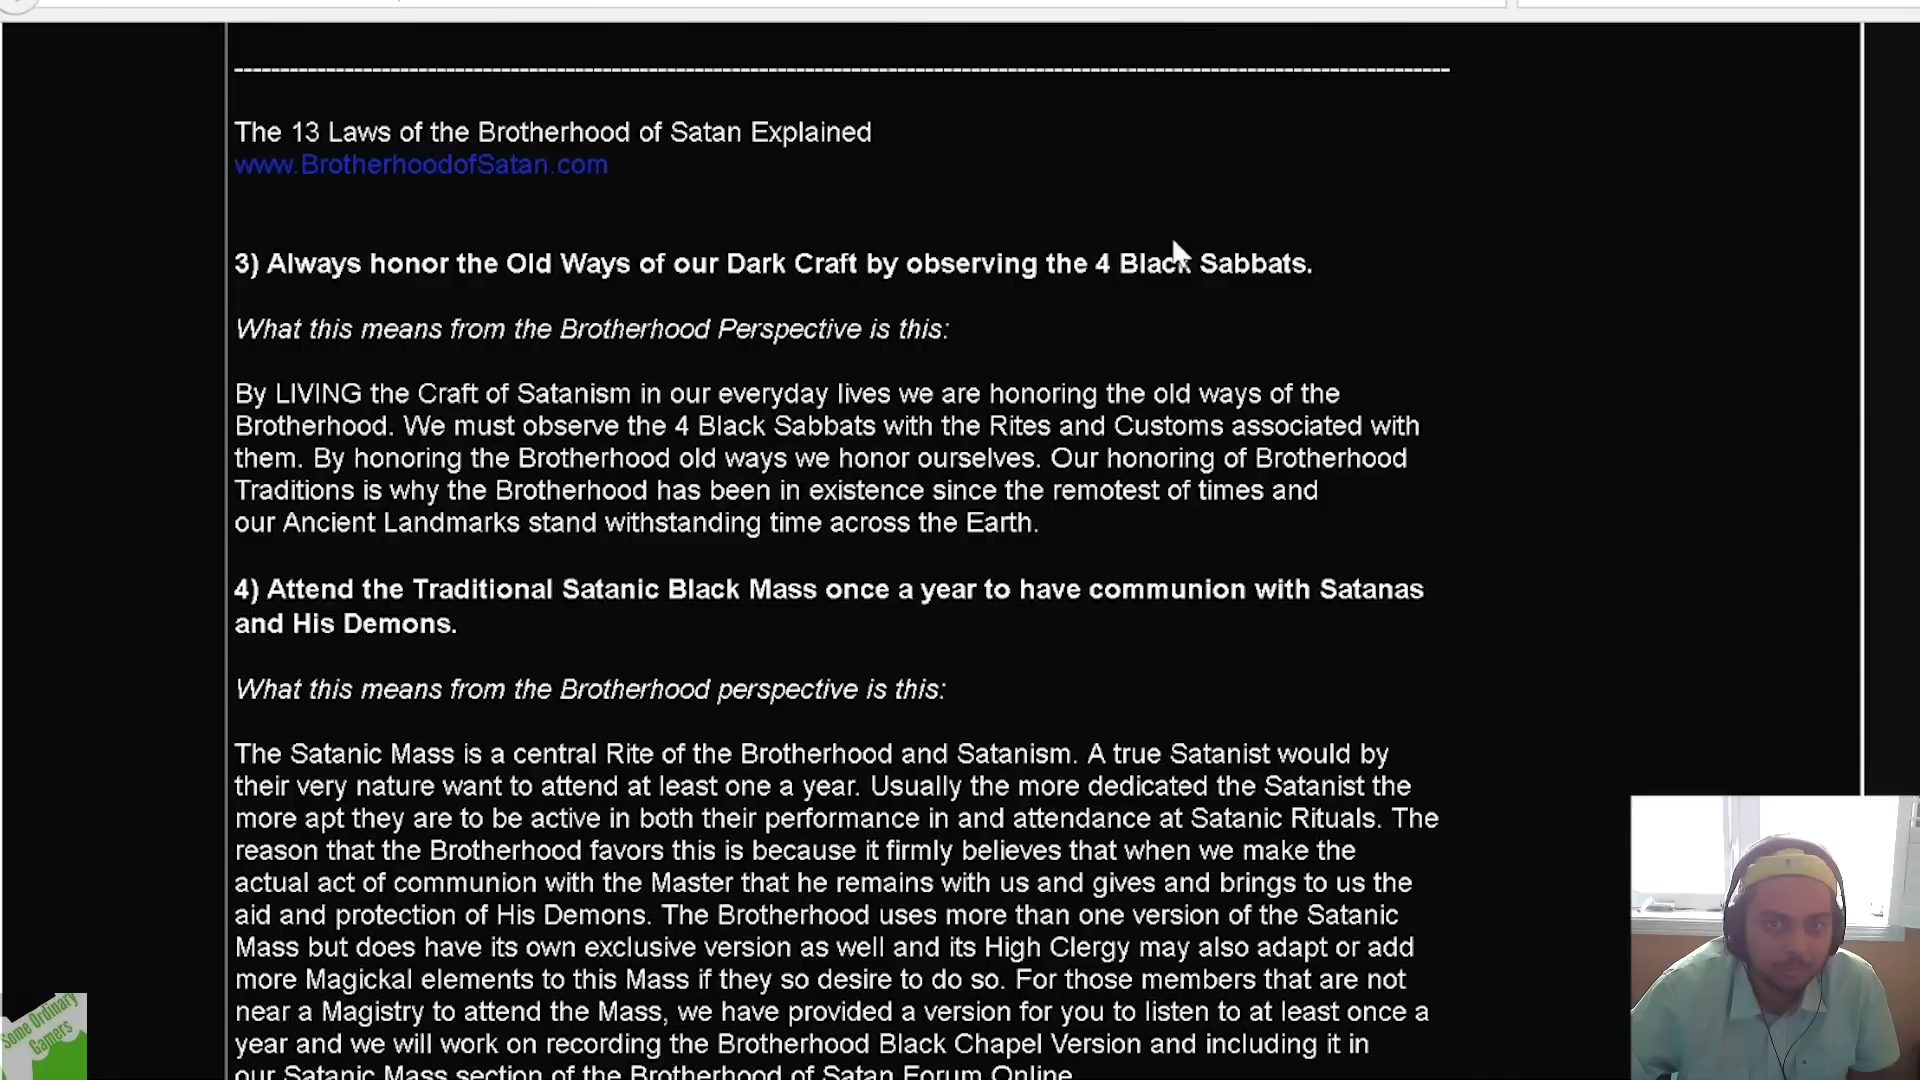 The 13 Laws of the Brotherhood of Satan Explained
www.BrotherhoodofSatan.com
3) Always honor the Old Ways of our Dark Craft by observing the 4 Black Sabbats.
What this means from the Brotherhood Perspective is this:
By LIVING the Craft of Satanism in our everyday lives we are honoring the old ways of the
Brotherhood. We must observe the 4 Black Sabbats with the Rites and Customs associated with
them. By honoring the Brotherhood old ways we honor ourselves. Our honoring of Brotherhood
Traditions is why the Brotherhood has been in existence since the remotest of times and
our Ancient Landmarks stand withstanding time across the Earth.
4) Attend the Traditional Satanic Black Mass once a year to have communion with Satanas
and His Demons.
What this means from the Brotherhood perspective is this:
The Satanic Mass is a central Rite of the Brotherhood and Satanism. A true Satanist would by
their very nature want to attend at least one a year. Usually the more dedicated the Satanist the
more apt they are to be active in both their performance in and attendance at Satanic Rituals. The
reason that the Brotherhood favors this is because it firmly believes that when we make the
actual act of communion with the Master that he remains with us and gives and brings to us the
aid and protection of His Demons. The Brotherhood uses more than one version of the Satanic
Mass but does have its own exclusive version as well and its High Clergy may also adapt or add
more Magickal elements to this Mass if they so desire to do so. For those members that are not
near a Magistry to attend the Mass, we have provided a version for you to listen to at least once a
year and we will work on recording the Brotherhood Black Chapel Version and including it in
our Satanic Mass section of the Brotherhood of Satan Forum Online.
Some Ordinary
Gamers